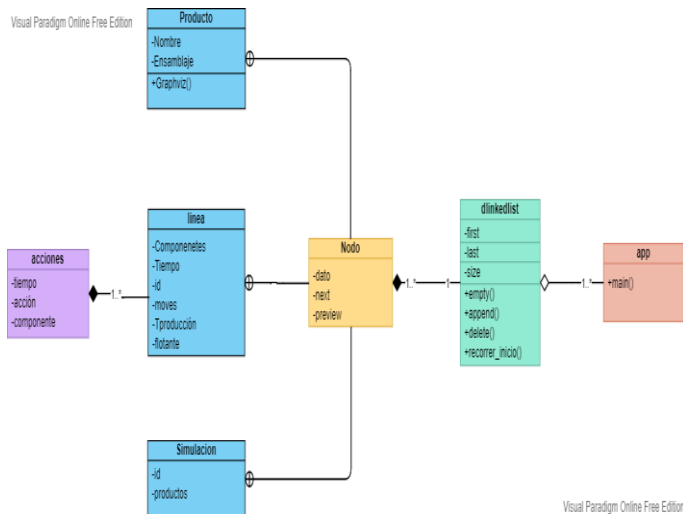 Visual Paradigm Online Free Edition
Producto
-Nombre
-Ensamblaje
+Graphviz()
linea
-Componenetes
-Tiempo
-id
-moves
-Tproducción
-flotante
acciones
-tiempo
-acción
-componente
1..*
Nodo
-dato
-next
-preview
1..*
1
dlinkedlist
-first
-last
-size
+empty()
+append()
+delete()
+recorrer_inicio()
1..*
app
+main()
Simulacion
-id
-productos
Visual Paradigm Online Free Edition